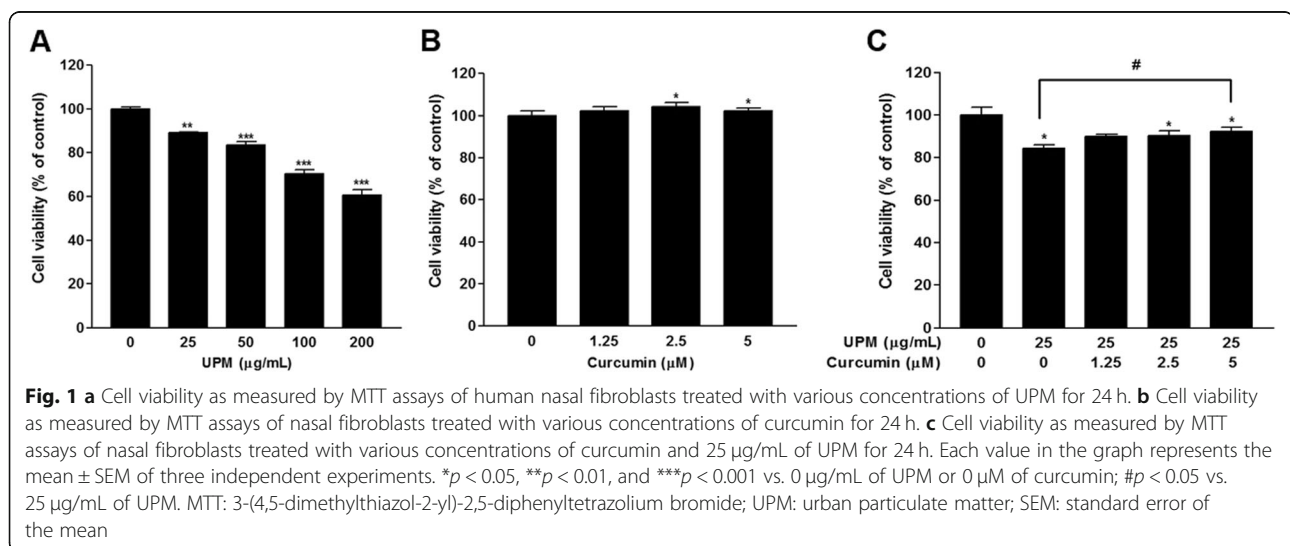 A
B
C
#
120
100
80
60
40
20
0
Cell viability (% of control)
** *** *** ***
0 25 50 100 200
UPM (µg/mL)
120
100
80
60
40
20
0
Cell viability (% of control)
* *
0 1.25 2.5 5
Curcumin (µM)
120
100
80
60
40
20
0
Cell viability (% of control)
* * *
UPM (µg/mL) 0 25 25 25 25
Curcumin (µM) 0 0 1.25 2.5 5
Fig. 1 a Cell viability as measured by MTT assays of human nasal fibroblasts treated with various concentrations of UPM for 24 h. b Cell viability
as measured by MTT assays of nasal fibroblasts treated with various concentrations of curcumin for 24 h. c Cell viability as measured by MTT
assays of nasal fibroblasts treated with various concentrations of curcumin and 25 µg/mL of UPM for 24 h. Each value in the graph represents the
mean ± SEM of three independent experiments. *p < 0.05, **p < 0.01, and ***p < 0.001 vs. 0 µg/mL of UPM or 0 µM of curcumin; #p < 0.05 vs.
25 µg/mL of UPM. MTT: 3-(4,5-dimethylthiazol-2-yl)-2,5-diphenyltetrazolium bromide; UPM: urban particulate matter; SEM: standard error of
the mean